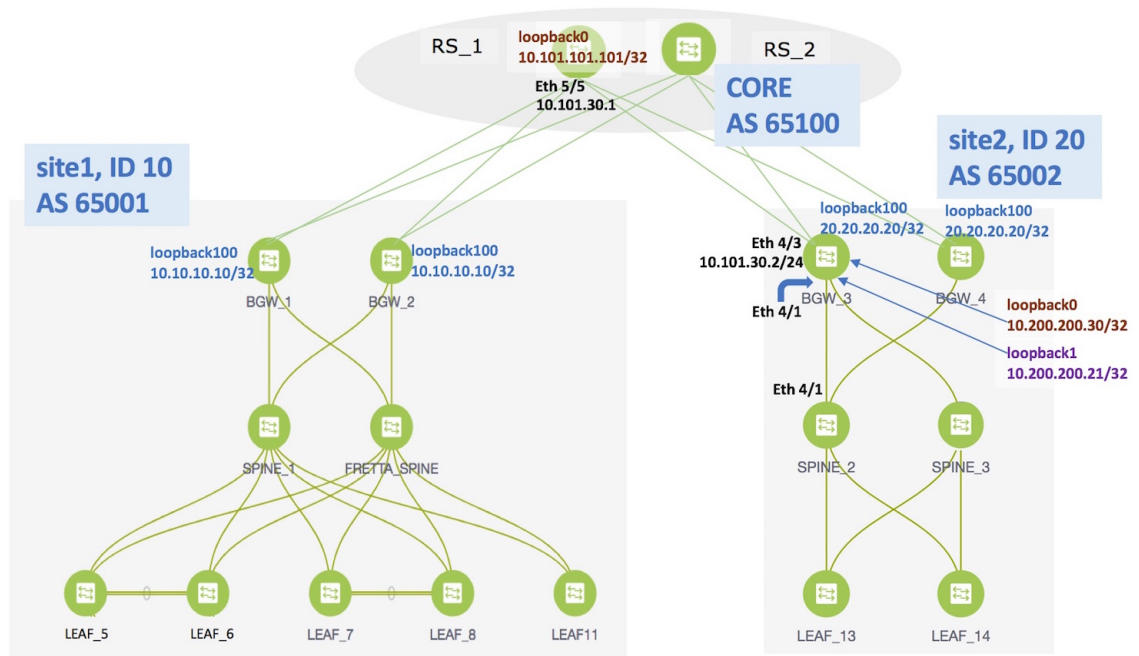 RS_1
loopback0
10.101.101.101/32
RS_2
Eth 5/5
10.101.30.1
CORE
AS 65100
site1, ID 10
AS 65001
site2, ID 20
AS 65002
loopback100
10.10.10.10/32
loopback100
10.10.10.10/32
loopback100
20.20.20.20/32
loopback100
20.20.20.20/32
Eth 4/3
10.101.30.2/24
BGW_1
BGW_2
BGW_3
BGW_4
Eth 4/1
loopback0
10.200.200.30/32
loopback1
10.200.200.21/32
Eth 4/1
SPINE_1
FRETTA_SPINE
SPINE_2
SPINE_3
LEAF_5
LEAF_6
LEAF_7
LEAF_8
LEAF11
LEAF_13
LEAF_14